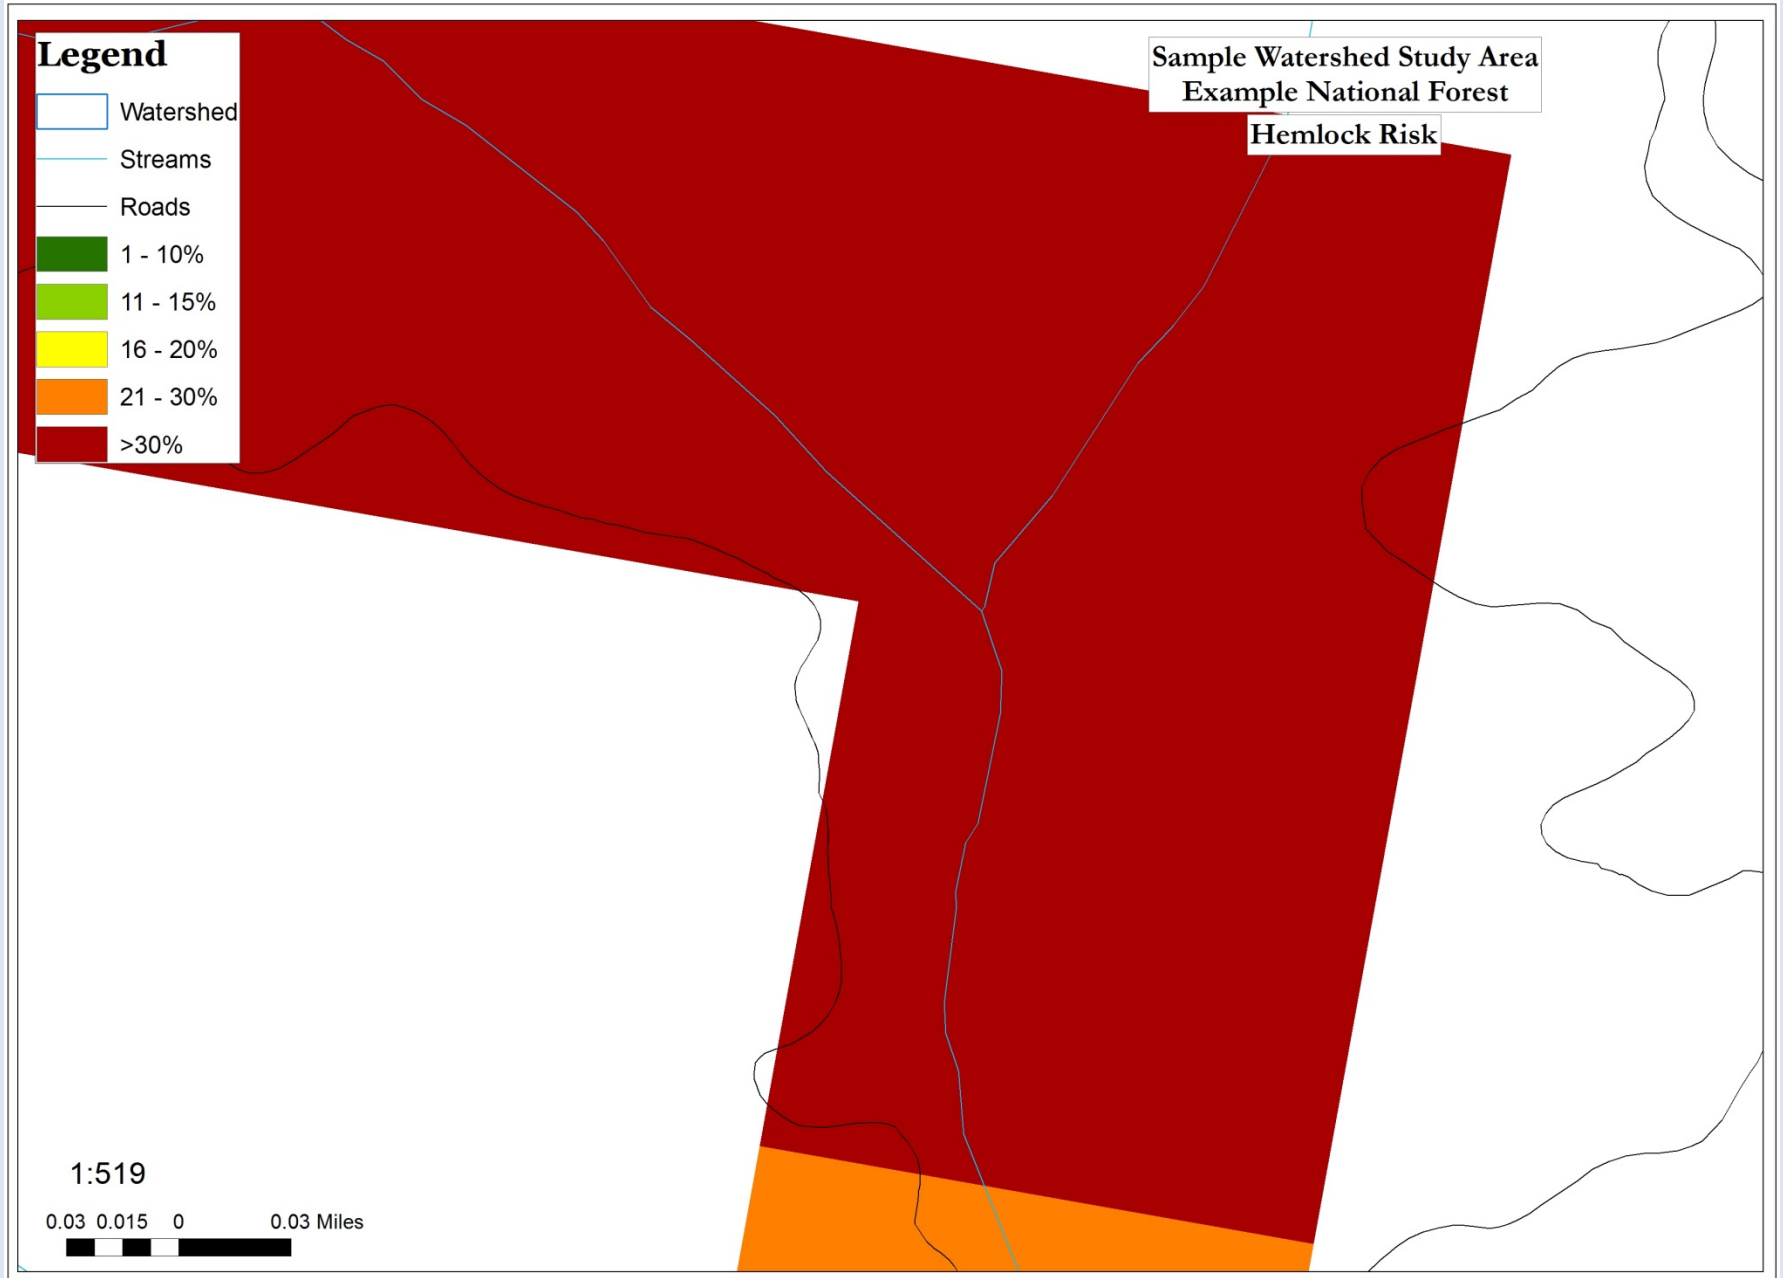 Legend
Watershed
Streams
Roads
1 - 10%
11 - 15%
16 - 20%
21 - 30%
>30%
Sample Watershed Study Area
Example National Forest
Hemlock Risk
1:519
0.03 0.015 0 0.03 Miles